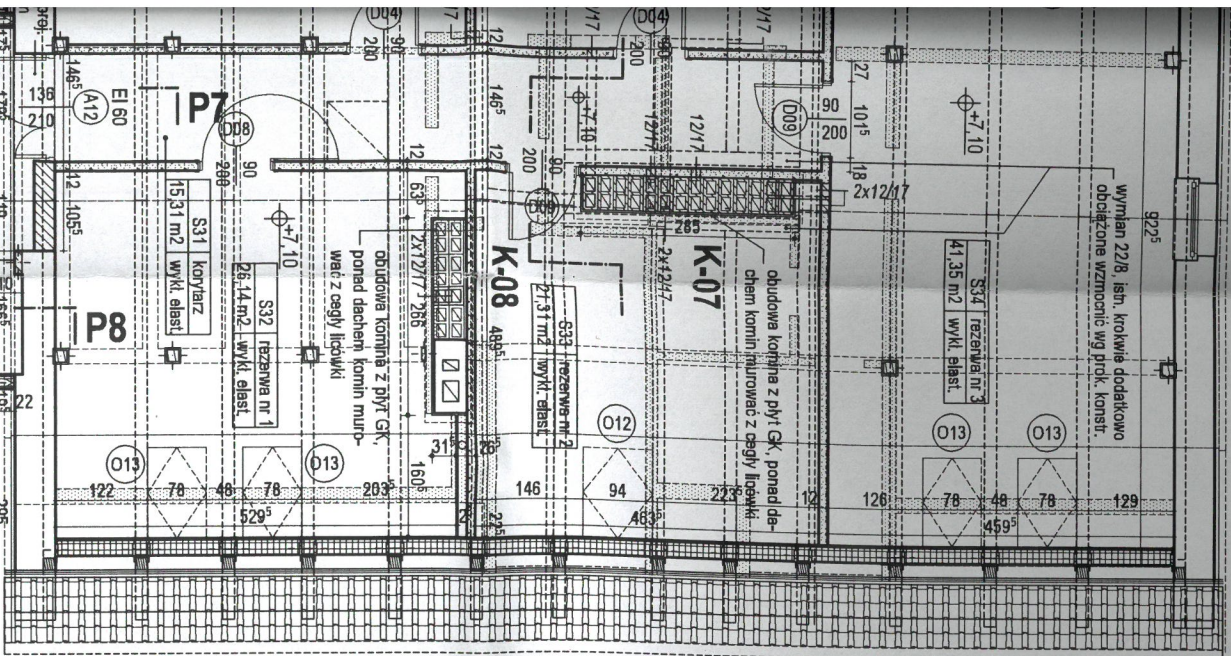 D04
200
90
D04
200
90
12/17
12
146⁵
146⁵
136
210
A12
EI 60
P7
D08
90
200
12
12
12
105⁵
S31 korytarz
15,31 m2 wykł. elast.
+7.10
S32 rezerwa nr 1
26,14 m2 wykł. elast.
P8
22
obudowa komina z płyt GK,
ponad dachem komin muro-
wać z cegły licówki
63⁵
2x12/17
266
K-08
200
90
D09
+7.10
12/17
12/17
285
2x12/17
K-07
S33 rezerwa nr 2
21,31 m2 wykł. elast.
489⁵
obudowa komina z płyt GK, ponad da-
chem komin murować z cegły licówki
D09
90
200
27
101⁵
18
2x12/17
+7.10
wymian 22/8, istn. krokwie dodatkowo
obciążone wzmocnić wg prok. konstr.
922⁵
S34 rezerwa nr 3
41,35 m2 wykł. elast.
O13
O13
O12
O13
O13
31⁵
26⁵
160⁵
22⁵
122
78
48
78
203⁵
146
94
223⁵
12
126
78
48
78
129
529⁵
463⁵
459⁵